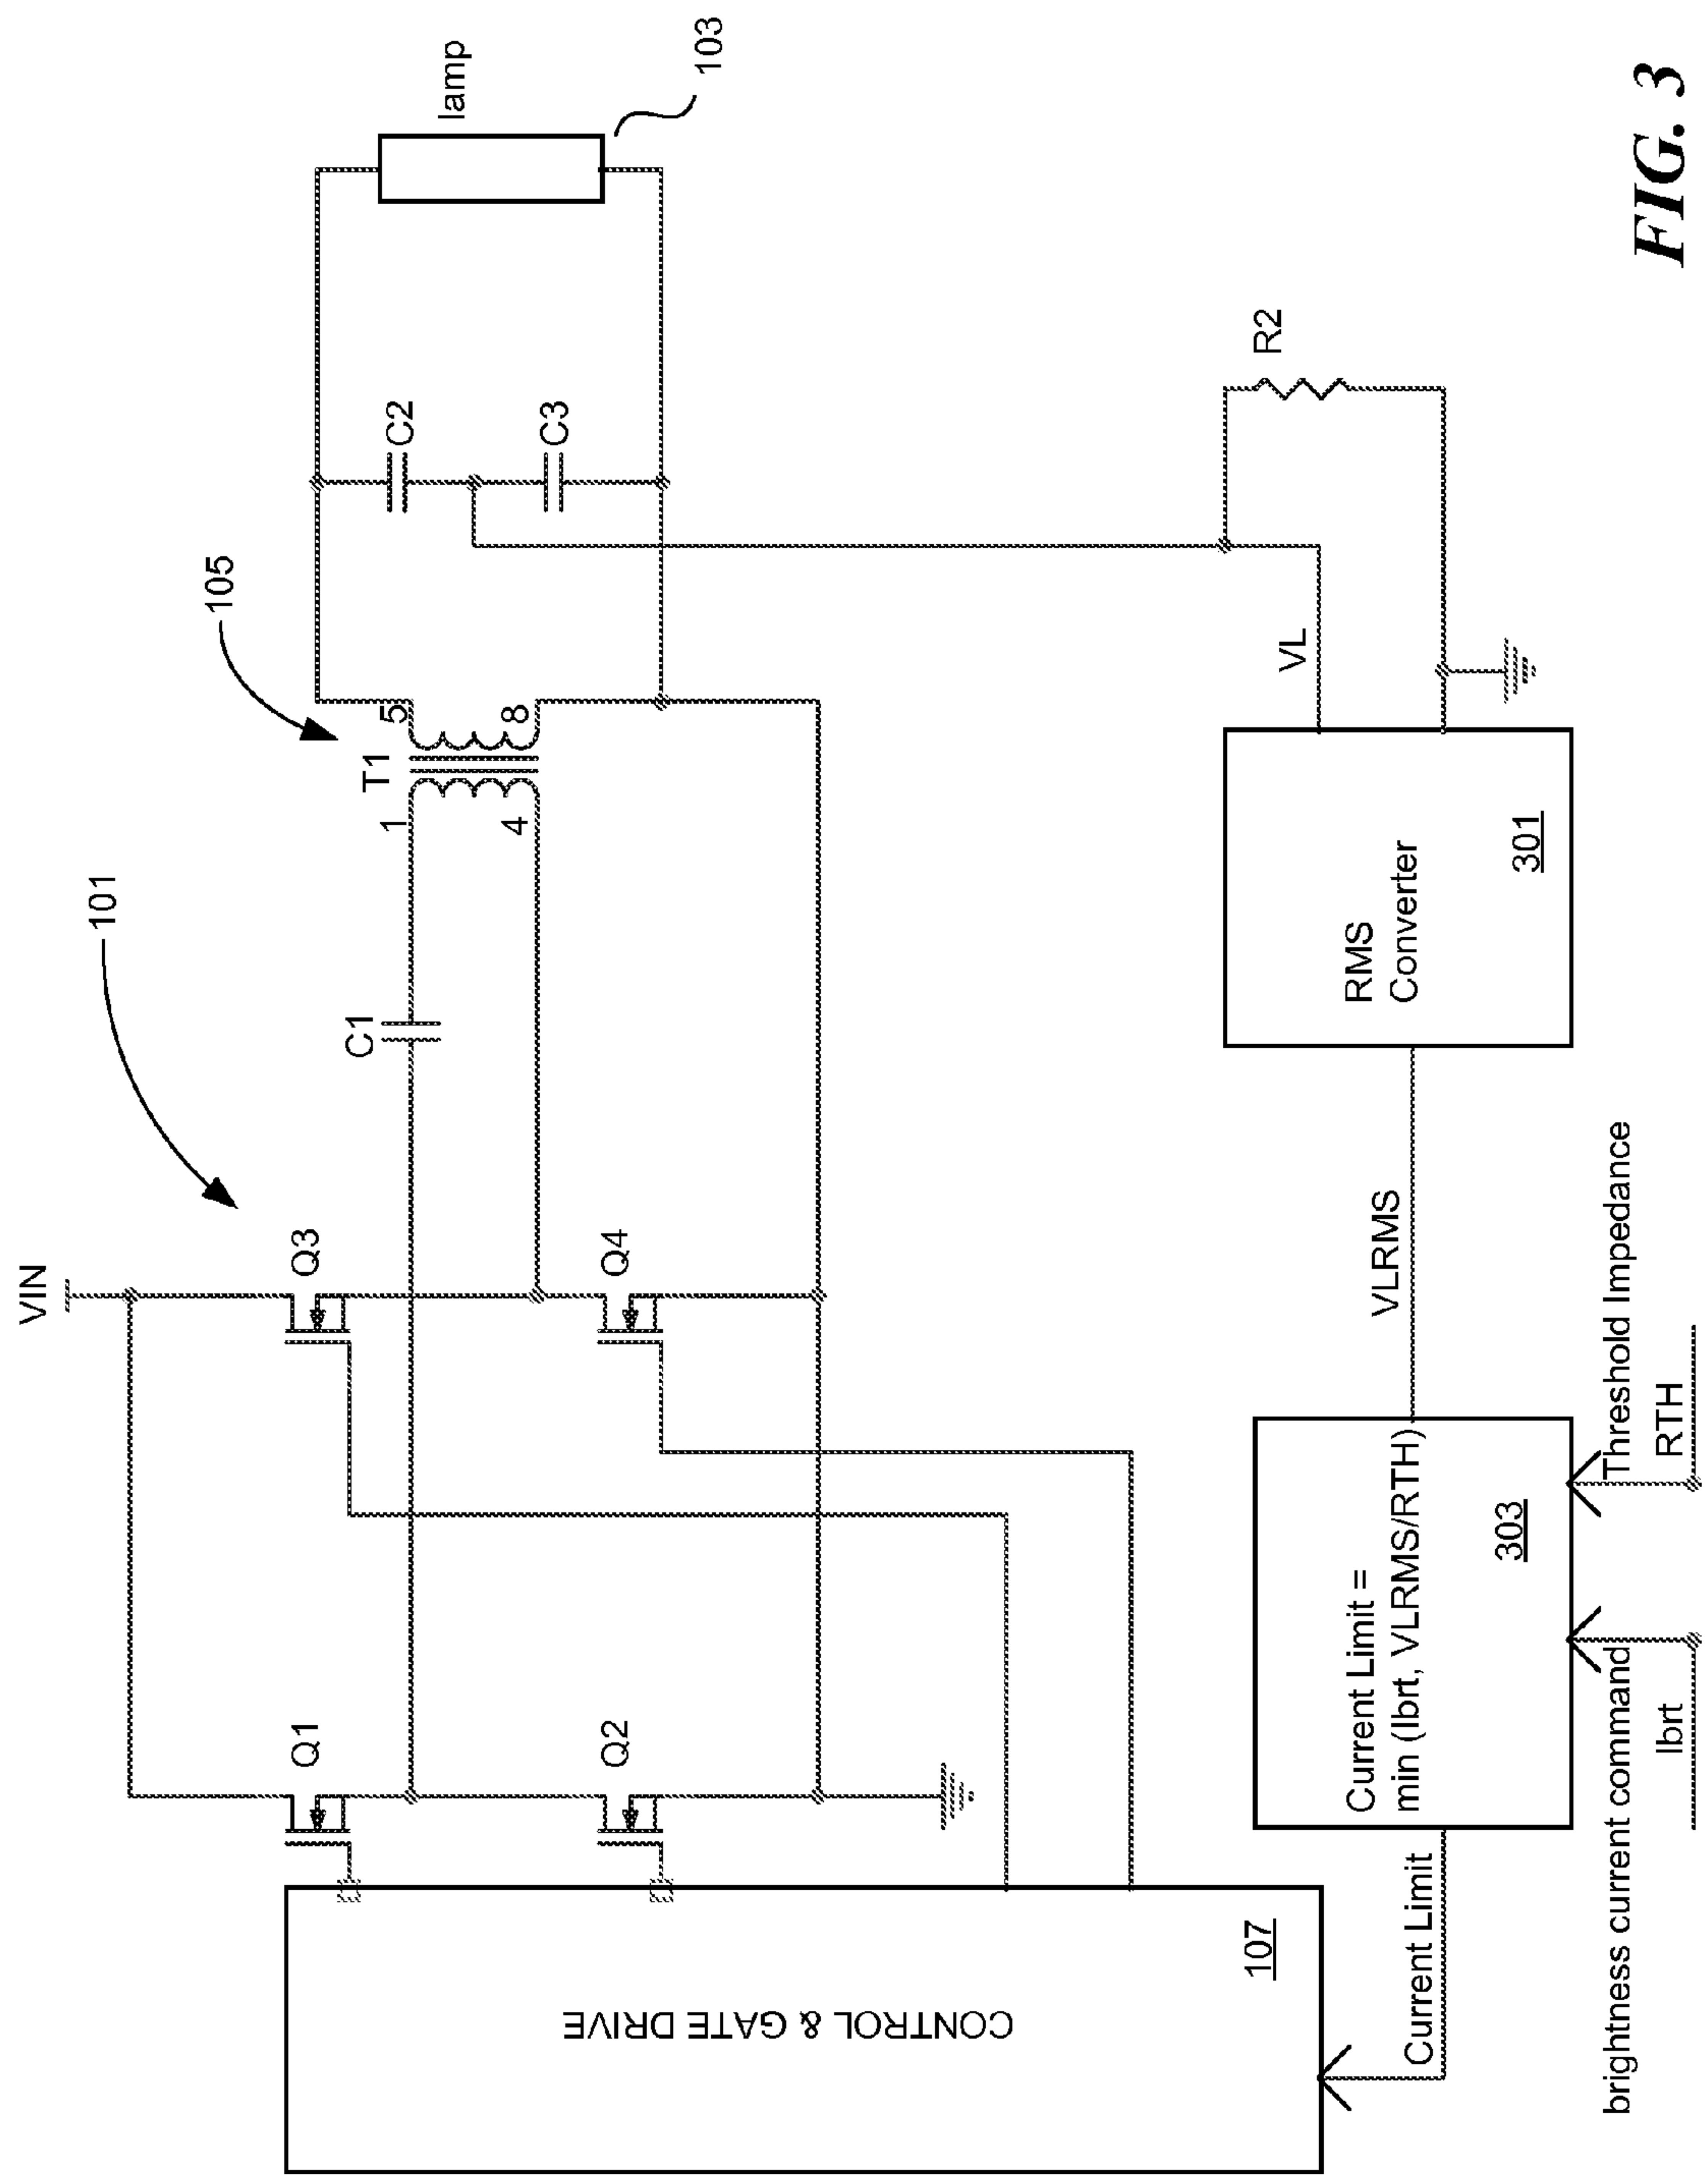 VIN
101
105
Q1
Q3
C1
T1
1
4
5
8
C2
C3
lamp
103
Q2
Q4
CONTROL & GATE DRIVE
107
Current Limit
Current Limit =
min (Ibrt, VLRMS/RTH)
303
VLRMS
RMS
Converter
301
VL
R2
brightness current command
Ibrt
Threshold Impedance
RTH
FIG. 3